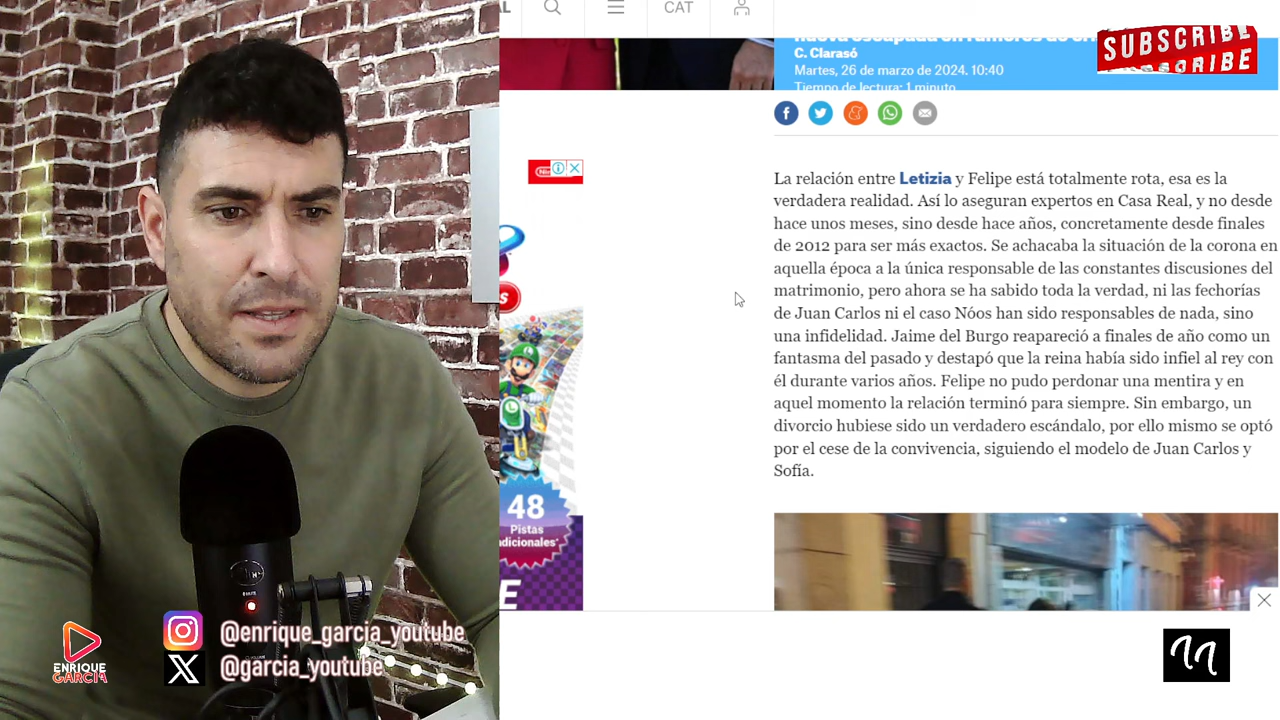 CAT
SUBSCRIBE
C. Clarasó
Martes, 26 de marzo de 2024. 10:40
Tiempo de lectura: 1 minuto
La relación entre Letizia y Felipe está totalmente rota, esa es la
verdadera realidad. Así lo aseguran expertos en Casa Real, y no desde
hace unos meses, sino desde hace años, concretamente desde finales
de 2012 para ser más exactos. Se achacaba la situación de la corona en
aquella época a la única responsable de las constantes discusiones del
matrimonio, pero ahora se ha sabido toda la verdad, ni las fechorías
de Juan Carlos ni el caso Nóos han sido responsables de nada, sino
una infidelidad. Jaime del Burgo reapareció a finales de año como un
fantasma del pasado y destapó que la reina había sido infiel al rey con
él durante varios años. Felipe no pudo perdonar una mentira y en
aquel momento la relación terminó para siempre. Sin embargo, un
divorcio hubiese sido un verdadero escándalo, por ello mismo se optó
por el cese de la convivencia, siguiendo el modelo de Juan Carlos y
Sofía.
48
Pistas
adicionales*
ENRIQUE
GARCIA
@enrique_garcia_youtube
@garcia_youtube